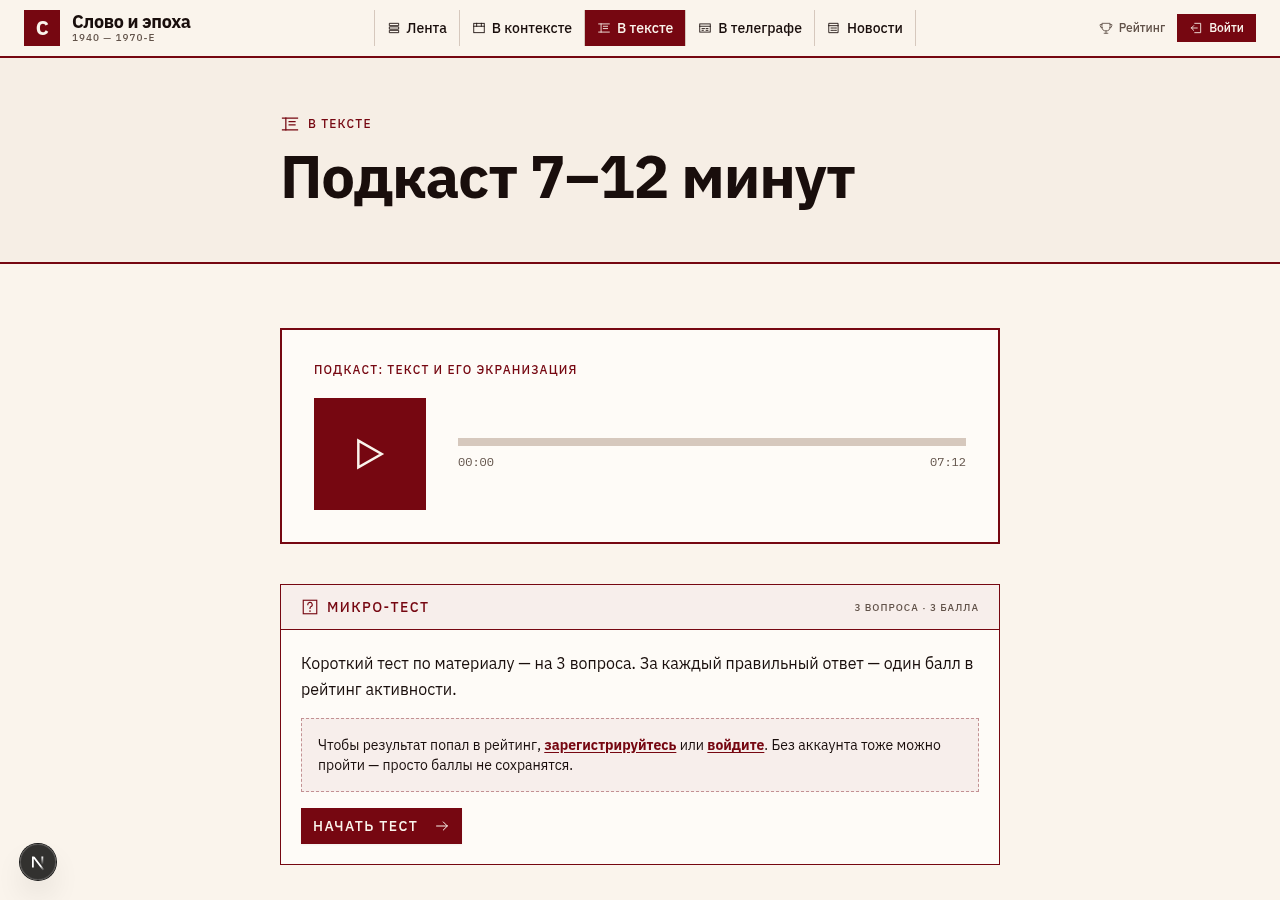 С
Слово и эпоха
1940 — 1970-Е
Лента
В контексте
В тексте
В телеграфе
Новости
Рейтинг
Войти
В ТЕКСТЕ
Подкаст 7–12 минут
ПОДКАСТ: ТЕКСТ И ЕГО ЭКРАНИЗАЦИЯ
00:00
07:12
МИКРО-ТЕСТ
3 ВОПРОСА · 3 БАЛЛА
Короткий тест по материалу — на 3 вопроса. За каждый правильный ответ — один балл в
рейтинг активности.
Чтобы результат попал в рейтинг, зарегистрируйтесь или войдите. Без аккаунта тоже можно
пройти — просто баллы не сохранятся.
НАЧАТЬ ТЕСТ
N